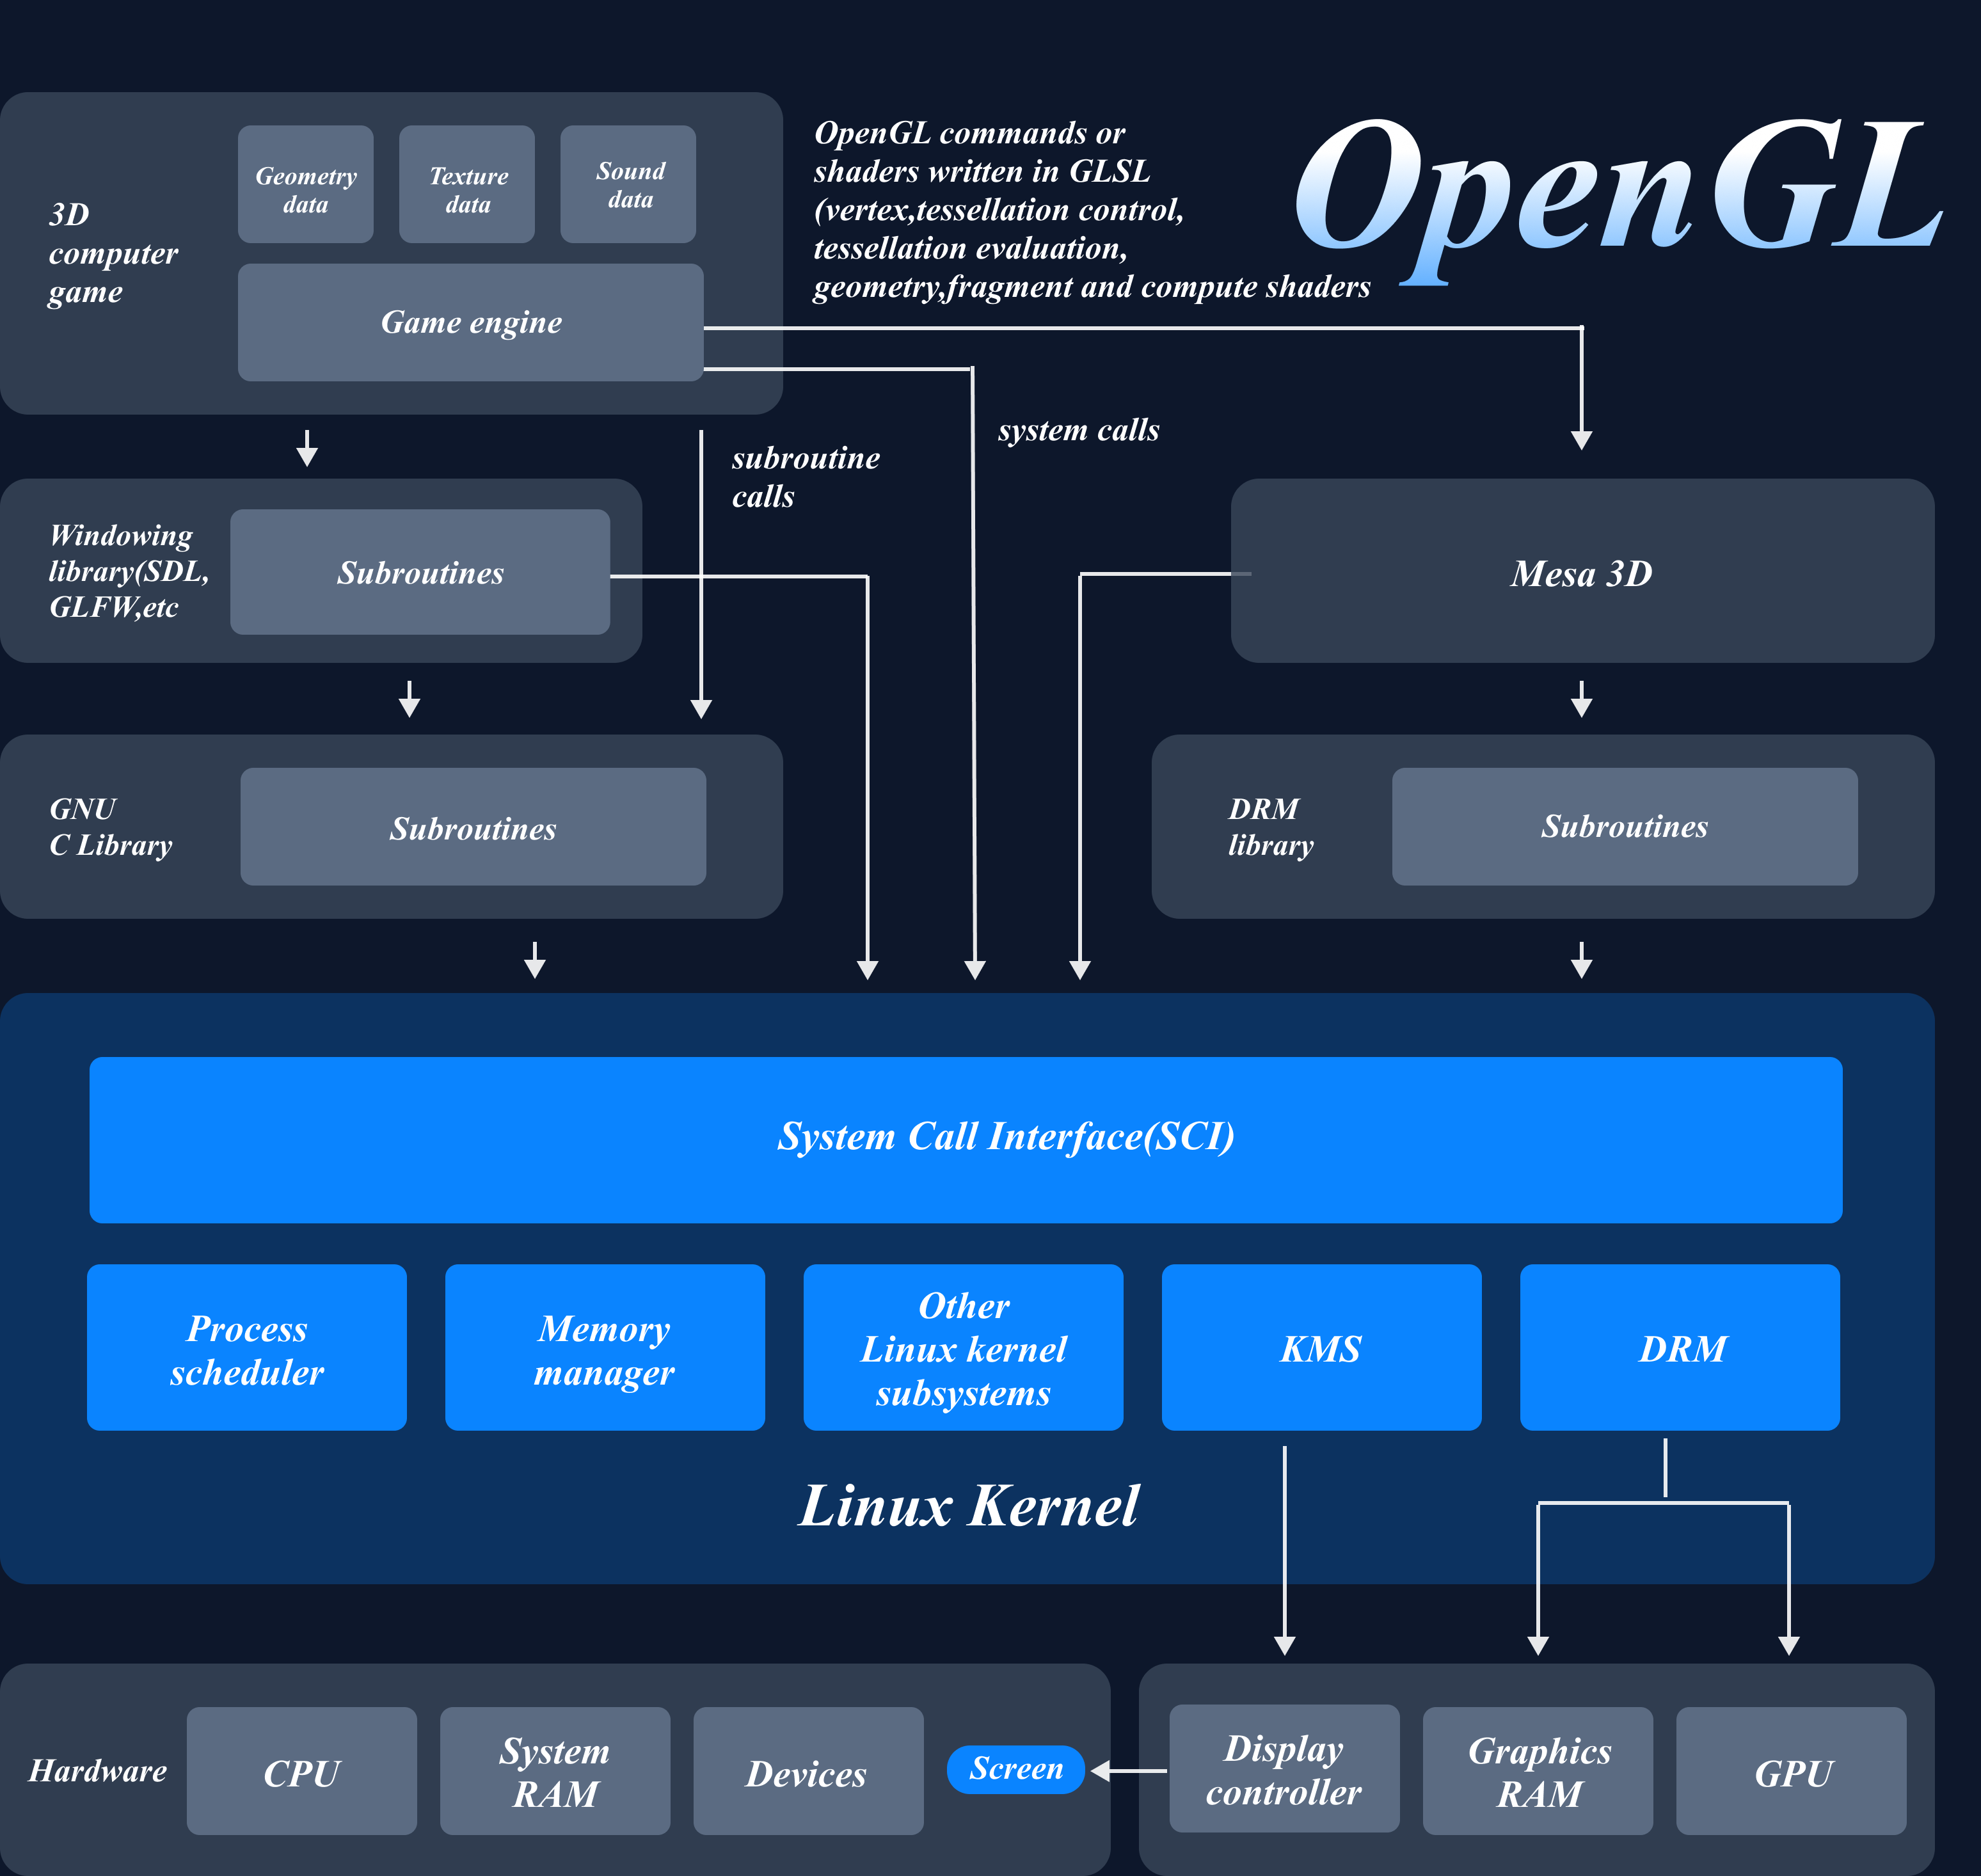 OpenGL
3D
computer
game
Geometry
data
Texture
data
Sound
data
Game engine
OpenGL commands or
shaders written in GLSL
(vertex,tessellation control,
tessellation evaluation,
geometry,fragment and compute shaders
system calls
subroutine
calls
Windowing
library(SDL,
GLFW,etc
Subroutines
Mesa 3D
GNU
C Library
Subroutines
DRM
library
Subroutines
System Call Interface(SCI)
Process
scheduler
Memory
manager
Other
Linux kernel
subsystems
KMS
DRM
Linux Kernel
Hardware
CPU
System
RAM
Devices
Screen
Display
controller
Graphics
RAM
GPU